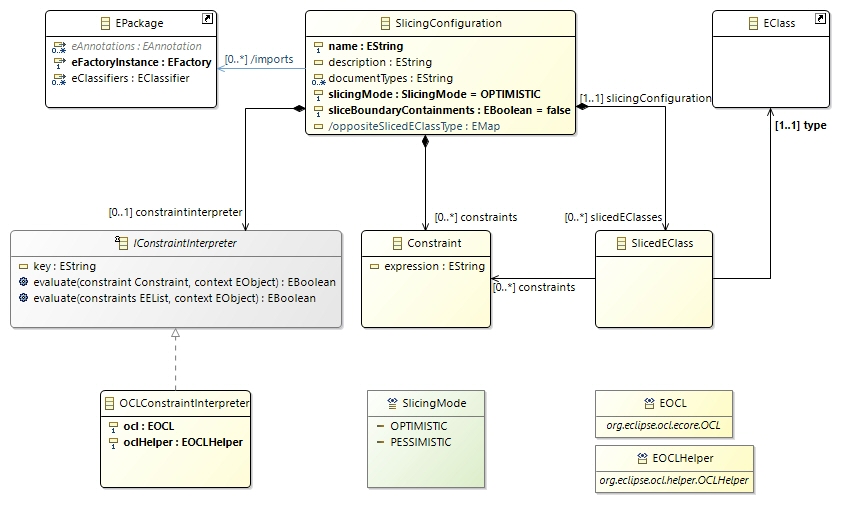 EPackage
eAnnotations : EAnnotation
eFactoryInstance : EFactory
eClassifiers : EClassifier
[0..*] /imports
SlicingConfiguration
name : EString
description : EString
documentTypes : EString
slicingMode : SlicingMode = OPTIMISTIC
sliceBoundaryContainments : EBoolean = false
/oppositeSlicedEClassType : EMap
EClass
[1..1] slicingConfiguration
[1..1] type
[0..1] constraintinterpreter
[0..*] constraints
[0..*] slicedEClasses
IConstraintInterpreter
key : EString
evaluate(constraint Constraint, context EObject) : EBoolean
evaluate(constraints EEList, context EObject) : EBoolean
Constraint
expression : EString
[0..*] constraints
SlicedEClass
OCLConstraintInterpreter
ocl : EOCL
oclHelper : EOCLHelper
SlicingMode
OPTIMISTIC
PESSIMISTIC
EOCL
org.eclipse.ocl.ecore.OCL
EOCLHelper
org.eclipse.ocl.helper.OCLHelper